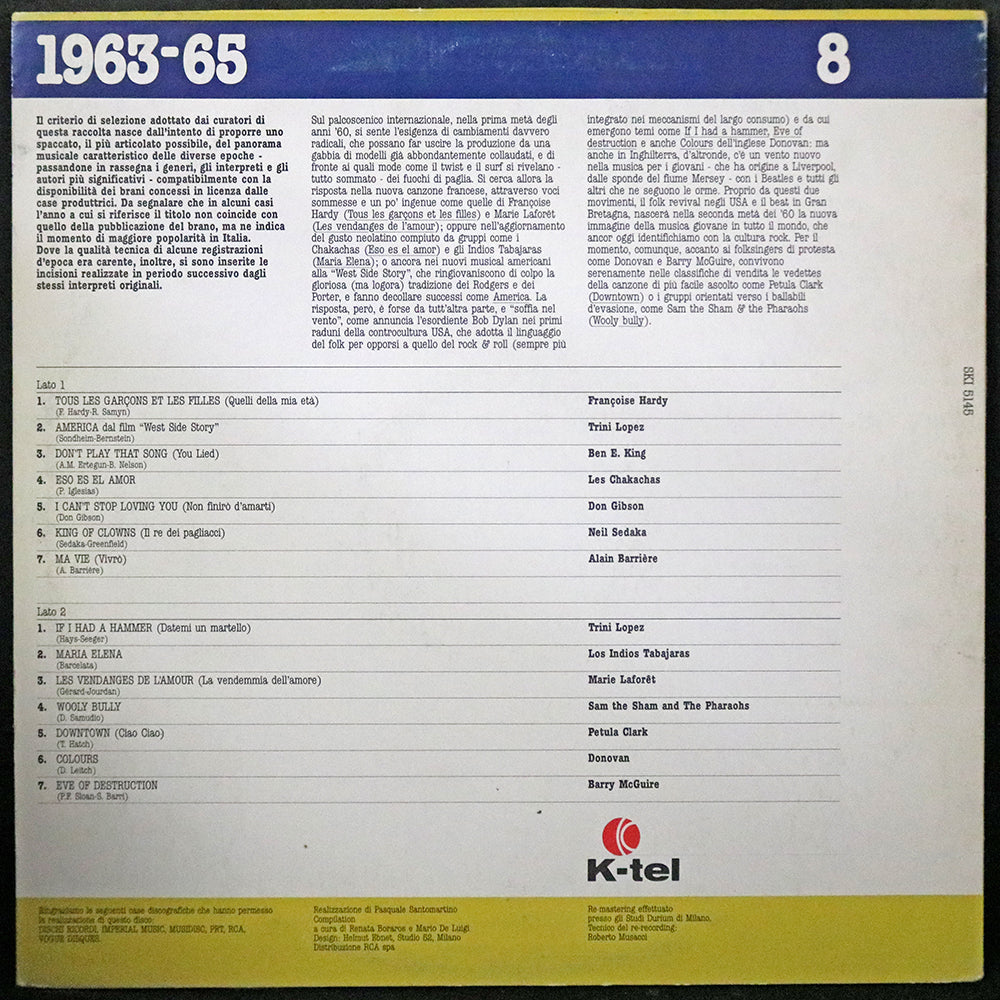 1963-65
8
Il criterio di selezione adottato dai curatori di
questa raccolta nasce dall'intento di proporre uno
spaccato, il più articolato possibile, del panorama
musicale caratteristico delle diverse epoche -
passandone in rassegna i generi, gli interpreti e gli
autori più significativi - compatibilmente con la
disponibilità dei brani concessi in licenza dalle
case produttrici. Da segnalare che in alcuni casi
l'anno a cui si riferisce il titolo non coincide con
quello della pubblicazione del brano, ma ne indica
il momento di maggiore popolarità in Italia.
Dove la qualità tecnica di alcune registrazioni
d'epoca era carente, inoltre, si sono inserite le
incisioni realizzate in periodo successivo dagli
stessi interpreti originali.
Sul palcoscenico internazionale, nella prima metà degli
anni '60, si sente l'esigenza di cambiamenti davvero
radicali, che possano far uscire la produzione da una
gabbia di modelli già abbondantemente collaudati, e di
fronte ai quali mode come il twist e il surf si rivelano -
tutto sommato - dei fuochi di paglia. Si cerca allora la
risposta nella nuova canzone francese, attraverso voci
sommesse e un po' ingenue come quelle di Françoise
Hardy (Tous les garçons et les filles) e Marie Laforêt
(Les vendanges de l'amour); oppure nell'aggiornamento
del gusto neolatino compiuto da gruppi come i
Chakachas (Eso es el amor) e gli Indios Tabajaras
(Maria Elena); o ancora nei nuovi musical americani
alla "West Side Story", che ringiovaniscono di colpo la
gloriosa (ma logora) tradizione dei Rodgers e dei
Porter, e fanno decollare successi come America. La
risposta, però, è forse da tutt'altra parte, e "soffia nel
vento", come annuncia l'esordiente Bob Dylan nei primi
raduni della controcultura USA, che adotta il linguaggio
del folk per opporsi a quello del rock & roll (sempre più
integrato nei meccanismi del largo consumo) e da cui
emergono temi come If I had a hammer, Eve of
destruction e anche Colours dell'inglese Donovan: ma
anche in Inghilterra, d'altronde, c'è un vento nuovo
nella musica per i giovani - che ha origine a Liverpool,
dalle sponde del fiume Mersey - con i Beatles e tutti gli
altri che ne seguono le orme. Proprio da questi due
movimenti, il folk revival negli USA e il beat in Gran
Bretagna, nascerà nella seconda metà dei '60 la nuova
immagine della musica giovane in tutto il mondo, che
ancor oggi identifichiamo con la cultura rock. Per il
momento, comunque, accanto ai folksingers di protesta
come Donovan e Barry McGuire, convivono
serenamente nelle classifiche di vendita le vedettes
della canzone di più facile ascolto come Petula Clark
(Downtown) o i gruppi orientati verso i ballabili
d'evasione, come Sam the Sham & the Pharaohs
(Wooly bully).
SKI 5145
Lato 1
1. TOUS LES GARÇONS ET LES FILLES (Quelli della mia età) Françoise Hardy
(F. Hardy-R. Samyn)
2. AMERICA dal film "West Side Story" Trini Lopez
(Sondheim-Bernstein)
3. DON'T PLAY THAT SONG (You Lied) Ben E. King
(A.M. Ertegun-B. Nelson)
4. ESO ES EL AMOR Les Chakachas
(P. Iglesias)
5. I CAN'T STOP LOVING YOU (Non finirò d'amarti) Don Gibson
(Don Gibson)
6. KING OF CLOWNS (Il re dei pagliacci) Neil Sedaka
(Sedaka-Greenfield)
7. MA VIE (Vivrò) Alain Barrière
(A. Barrière)
Lato 2
1. IF I HAD A HAMMER (Datemi un martello) Trini Lopez
(Hays-Seeger)
2. MARIA ELENA Los Indios Tabajaras
(Barcelata)
3. LES VENDANGES DE L'AMOUR (La vendemmia dell'amore) Marie Laforêt
(Gérard-Jourdan)
4. WOOLY BULLY Sam the Sham and The Pharaohs
(D. Samudio)
5. DOWNTOWN (Ciao Ciao) Petula Clark
(T. Hatch)
6. COLOURS Donovan
(D. Leitch)
7. EVE OF DESTRUCTION Barry McGuire
(P.F. Sloan-S. Barri)
K-tel
Ringraziamo le seguenti case discografiche che hanno permesso
la realizzazione di questo disco:
DISCHI RICORDI, IMPERIAL MUSIC, MUSIDISC, PRT, RCA,
VOGUE DISQUES.
Realizzazione di Pasquale Santomartino
Compilation
a cura di Renata Boraros e Mario De Luigi
Design: Helmut Ebnet, Studio 52, Milano
Distribuzione RCA spa
Re-mastering effettuato
presso gli Studi Durium di Milano.
Tecnico del re-recording:
Roberto Musacci